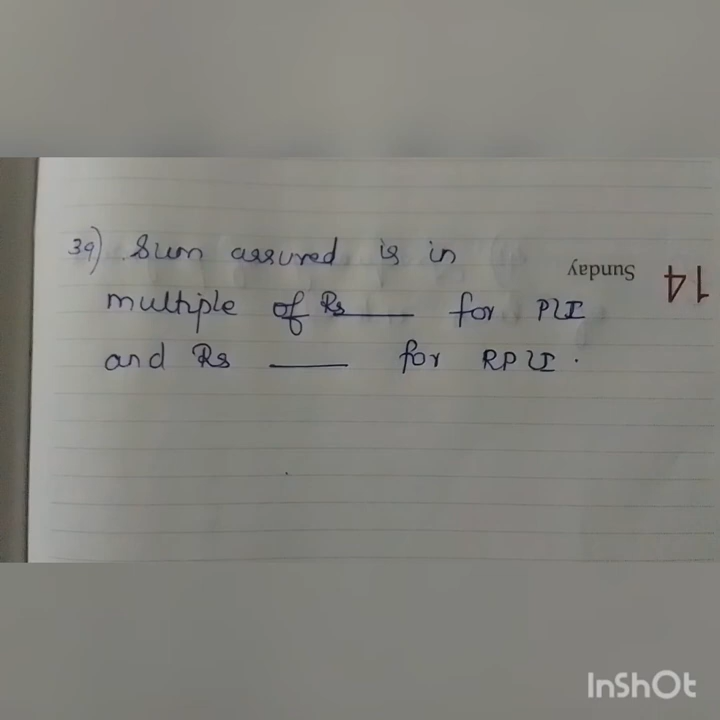 39) Sum assured is in
multiple of Rs ____ for PLI
and Rs ____ for RPLI.
Sunday 14
InShOt